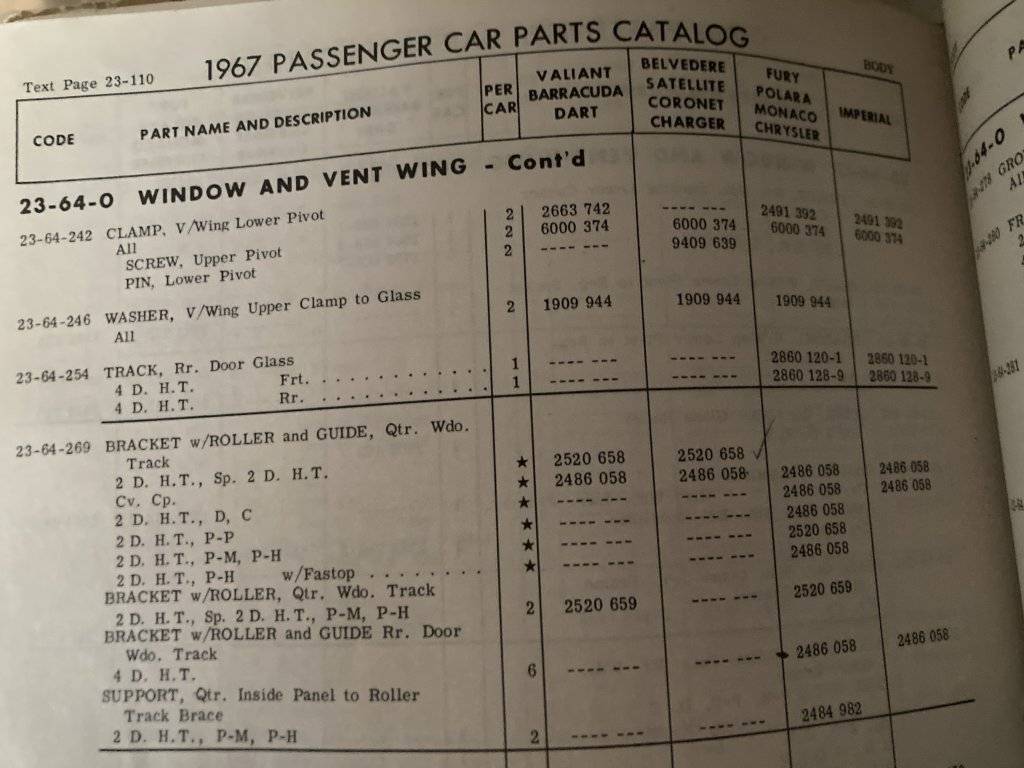 Text Page 23-110
1967 PASSENGER CAR PARTS CATALOG
BODY
CODE PART NAME AND DESCRIPTION PER CAR VALIANT BARRACUDA DART BELVEDERE SATELLITE CORONET CHARGER FURY POLARA MONACO CHRYSLER IMPERIAL
23-64-O WINDOW AND VENT WING - Cont'd
23-64-242 CLAMP, V/Wing Lower Pivot
All 2 2663 742 ---- --- 2491 392 2491 392
SCREW, Upper Pivot 2 6000 374 6000 374 6000 374 6000 374
PIN, Lower Pivot 2 ---- --- 9409 639
23-64-246 WASHER, V/Wing Upper Clamp to Glass
All 2 1909 944 1909 944 1909 944
23-64-254 TRACK, Rr. Door Glass
4 D. H.T. Frt. . . . . . . . . . . . . . 1 ---- --- ---- --- 2860 120-1 2860 120-1
4 D. H.T. Rr. . . . . . . . . . . . . . 1 ---- --- ---- --- 2860 128-9 2860 128-9
23-64-269 BRACKET w/ROLLER and GUIDE, Qtr. Wdo.
Track
2 D. H.T., Sp. 2 D. H.T. ★ 2520 658 2520 658 ✓
Cv. Cp. ★ 2486 058 2486 058 2486 058 2486 058
2 D. H.T., D, C ★ ---- --- ---- --- 2486 058 2486 058
2 D. H.T., P-P ★ ---- --- ---- --- 2486 058
2 D. H.T., P-M, P-H ★ ---- --- ---- --- 2520 658
2 D. H.T., P-H w/Fastop . . . . . . . . ★ ---- --- ---- --- 2486 058
BRACKET w/ROLLER, Qtr. Wdo. Track
2 D. H.T., Sp. 2 D. H.T., P-M, P-H 2 2520 659 ---- --- 2520 659
BRACKET w/ROLLER and GUIDE Rr. Door
Wdo. Track
4 D. H.T. 6 ---- --- ---- --- 2486 058 2486 058
SUPPORT, Qtr. Inside Panel to Roller
Track Brace
2 D. H.T., P-M, P-H 2 ---- --- ---- --- 2484 982